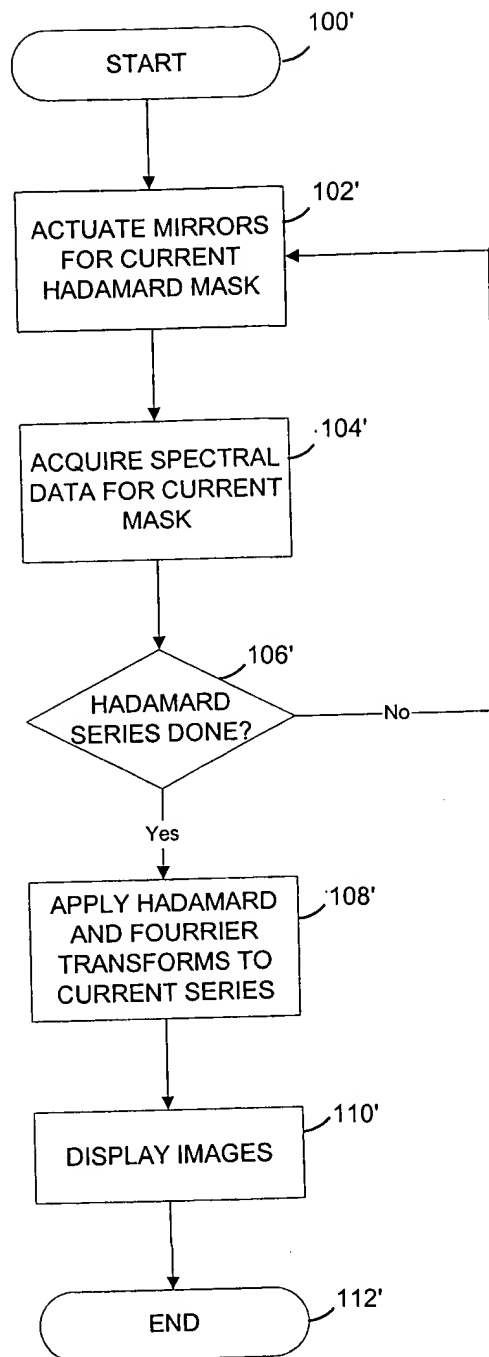 100'
START
102'
ACTUATE MIRRORS
FOR CURRENT
HADAMARD MASK
104'
ACQUIRE SPECTRAL
DATA FOR CURRENT
MASK
106'
HADAMARD
SERIES DONE?
No
Yes
108'
APPLY HADAMARD
AND FOURRIER
TRANSFORMS TO
CURRENT SERIES
110'
DISPLAY IMAGES
112'
END